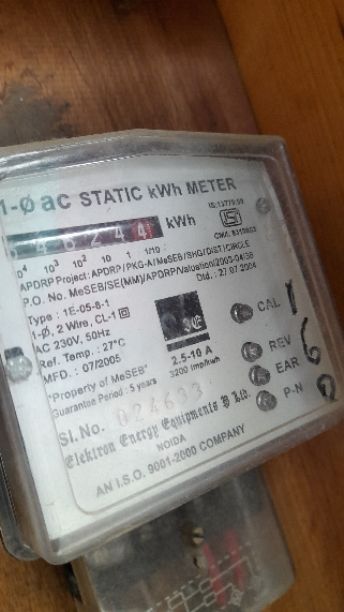 1-Ø ac STATIC kWh METER
kWh
IS:13779:99
10⁴ 10³ 10² 10 1 1/10
APDRP Project: APDRP/PKG-A/MeSEB/SHG/DIST/CIRCLE
P.O. No. MeSEB/SE(MM)/APDRP/Valuation/2003-04/38
Dtd.: 27 07 2004
Type : 1E-05-8-1
1-Ø, 2 Wire, CL-1
AC 230V, 50Hz
Ref. Temp. : 27°C
MFD. : 07/2005
CAL
REV
EAR
P-N
1
6
2.5-10 A
3200 imp/kwh
"Property of MeSEB"
Guarantee Period : 5 years
Sl. No. 024633
Elektron Energy Equipments P Ltd.
NOIDA
AN I.S.O. 9001-2000 COMPANY